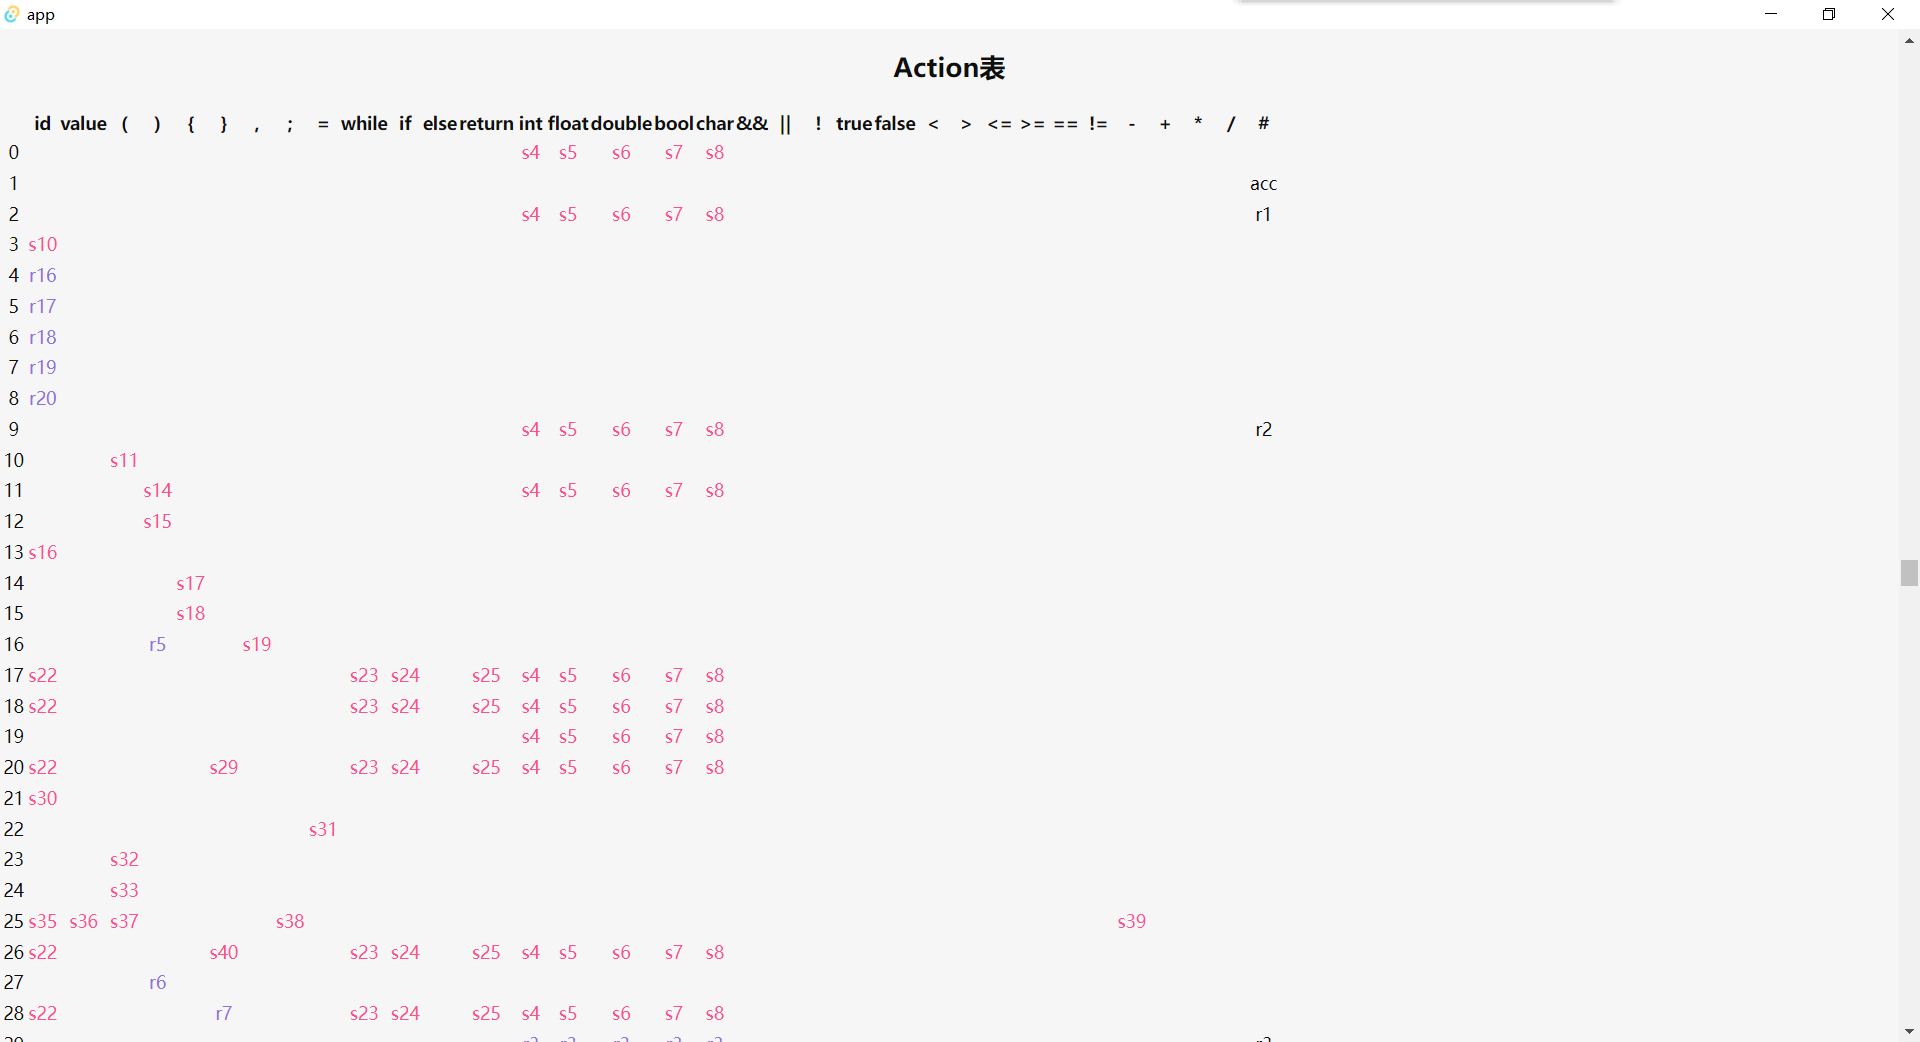 app
Action表
id value ( ) { } , ; = while if else return int float double bool char && || ! true false < > <= >= == != - + * / #
0 s4 s5 s6 s7 s8
1 acc
2 s4 s5 s6 s7 s8 r1
3 s10
4 r16
5 r17
6 r18
7 r19
8 r20
9 s4 s5 s6 s7 s8 r2
10 s11
11 s14 s4 s5 s6 s7 s8
12 s15
13 s16
14 s17
15 s18
16 r5 s19
17 s22 s23 s24 s25 s4 s5 s6 s7 s8
18 s22 s23 s24 s25 s4 s5 s6 s7 s8
19 s4 s5 s6 s7 s8
20 s22 s29 s23 s24 s25 s4 s5 s6 s7 s8
21 s30
22 s31
23 s32
24 s33
25 s35 s36 s37 s38 s39
26 s22 s40 s23 s24 s25 s4 s5 s6 s7 s8
27 r6
28 s22 r7 s23 s24 s25 s4 s5 s6 s7 s8